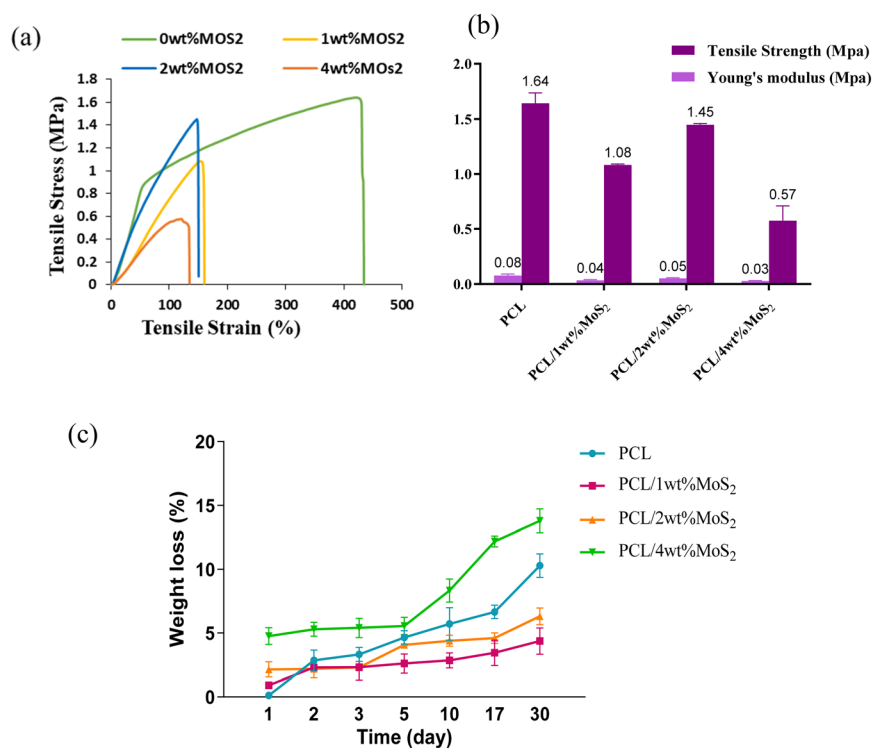 (a)
0wt%MOS2
1wt%MOS2
2wt%MOS2
4wt%MOs2
Tensile Stress (MPa)
1.8
1.6
1.4
1.2
1
0.8
0.6
0.4
0.2
0
0 100 200 300 400 500
Tensile Strain (%)
(b)
Tensile Strength (Mpa)
Young's modulus (Mpa)
2.0
1.5
1.0
0.5
0.0
0.08
1.64
0.04
1.08
0.05
1.45
0.03
0.57
PCL
PCL/1wt%MoS₂
PCL/2wt%MoS₂
PCL/4wt%MoS₂
(c)
Weight loss (%)
20
15
10
5
0
1 2 3 5 10 17 30
Time (day)
PCL
PCL/1wt%MoS₂
PCL/2wt%MoS₂
PCL/4wt%MoS₂